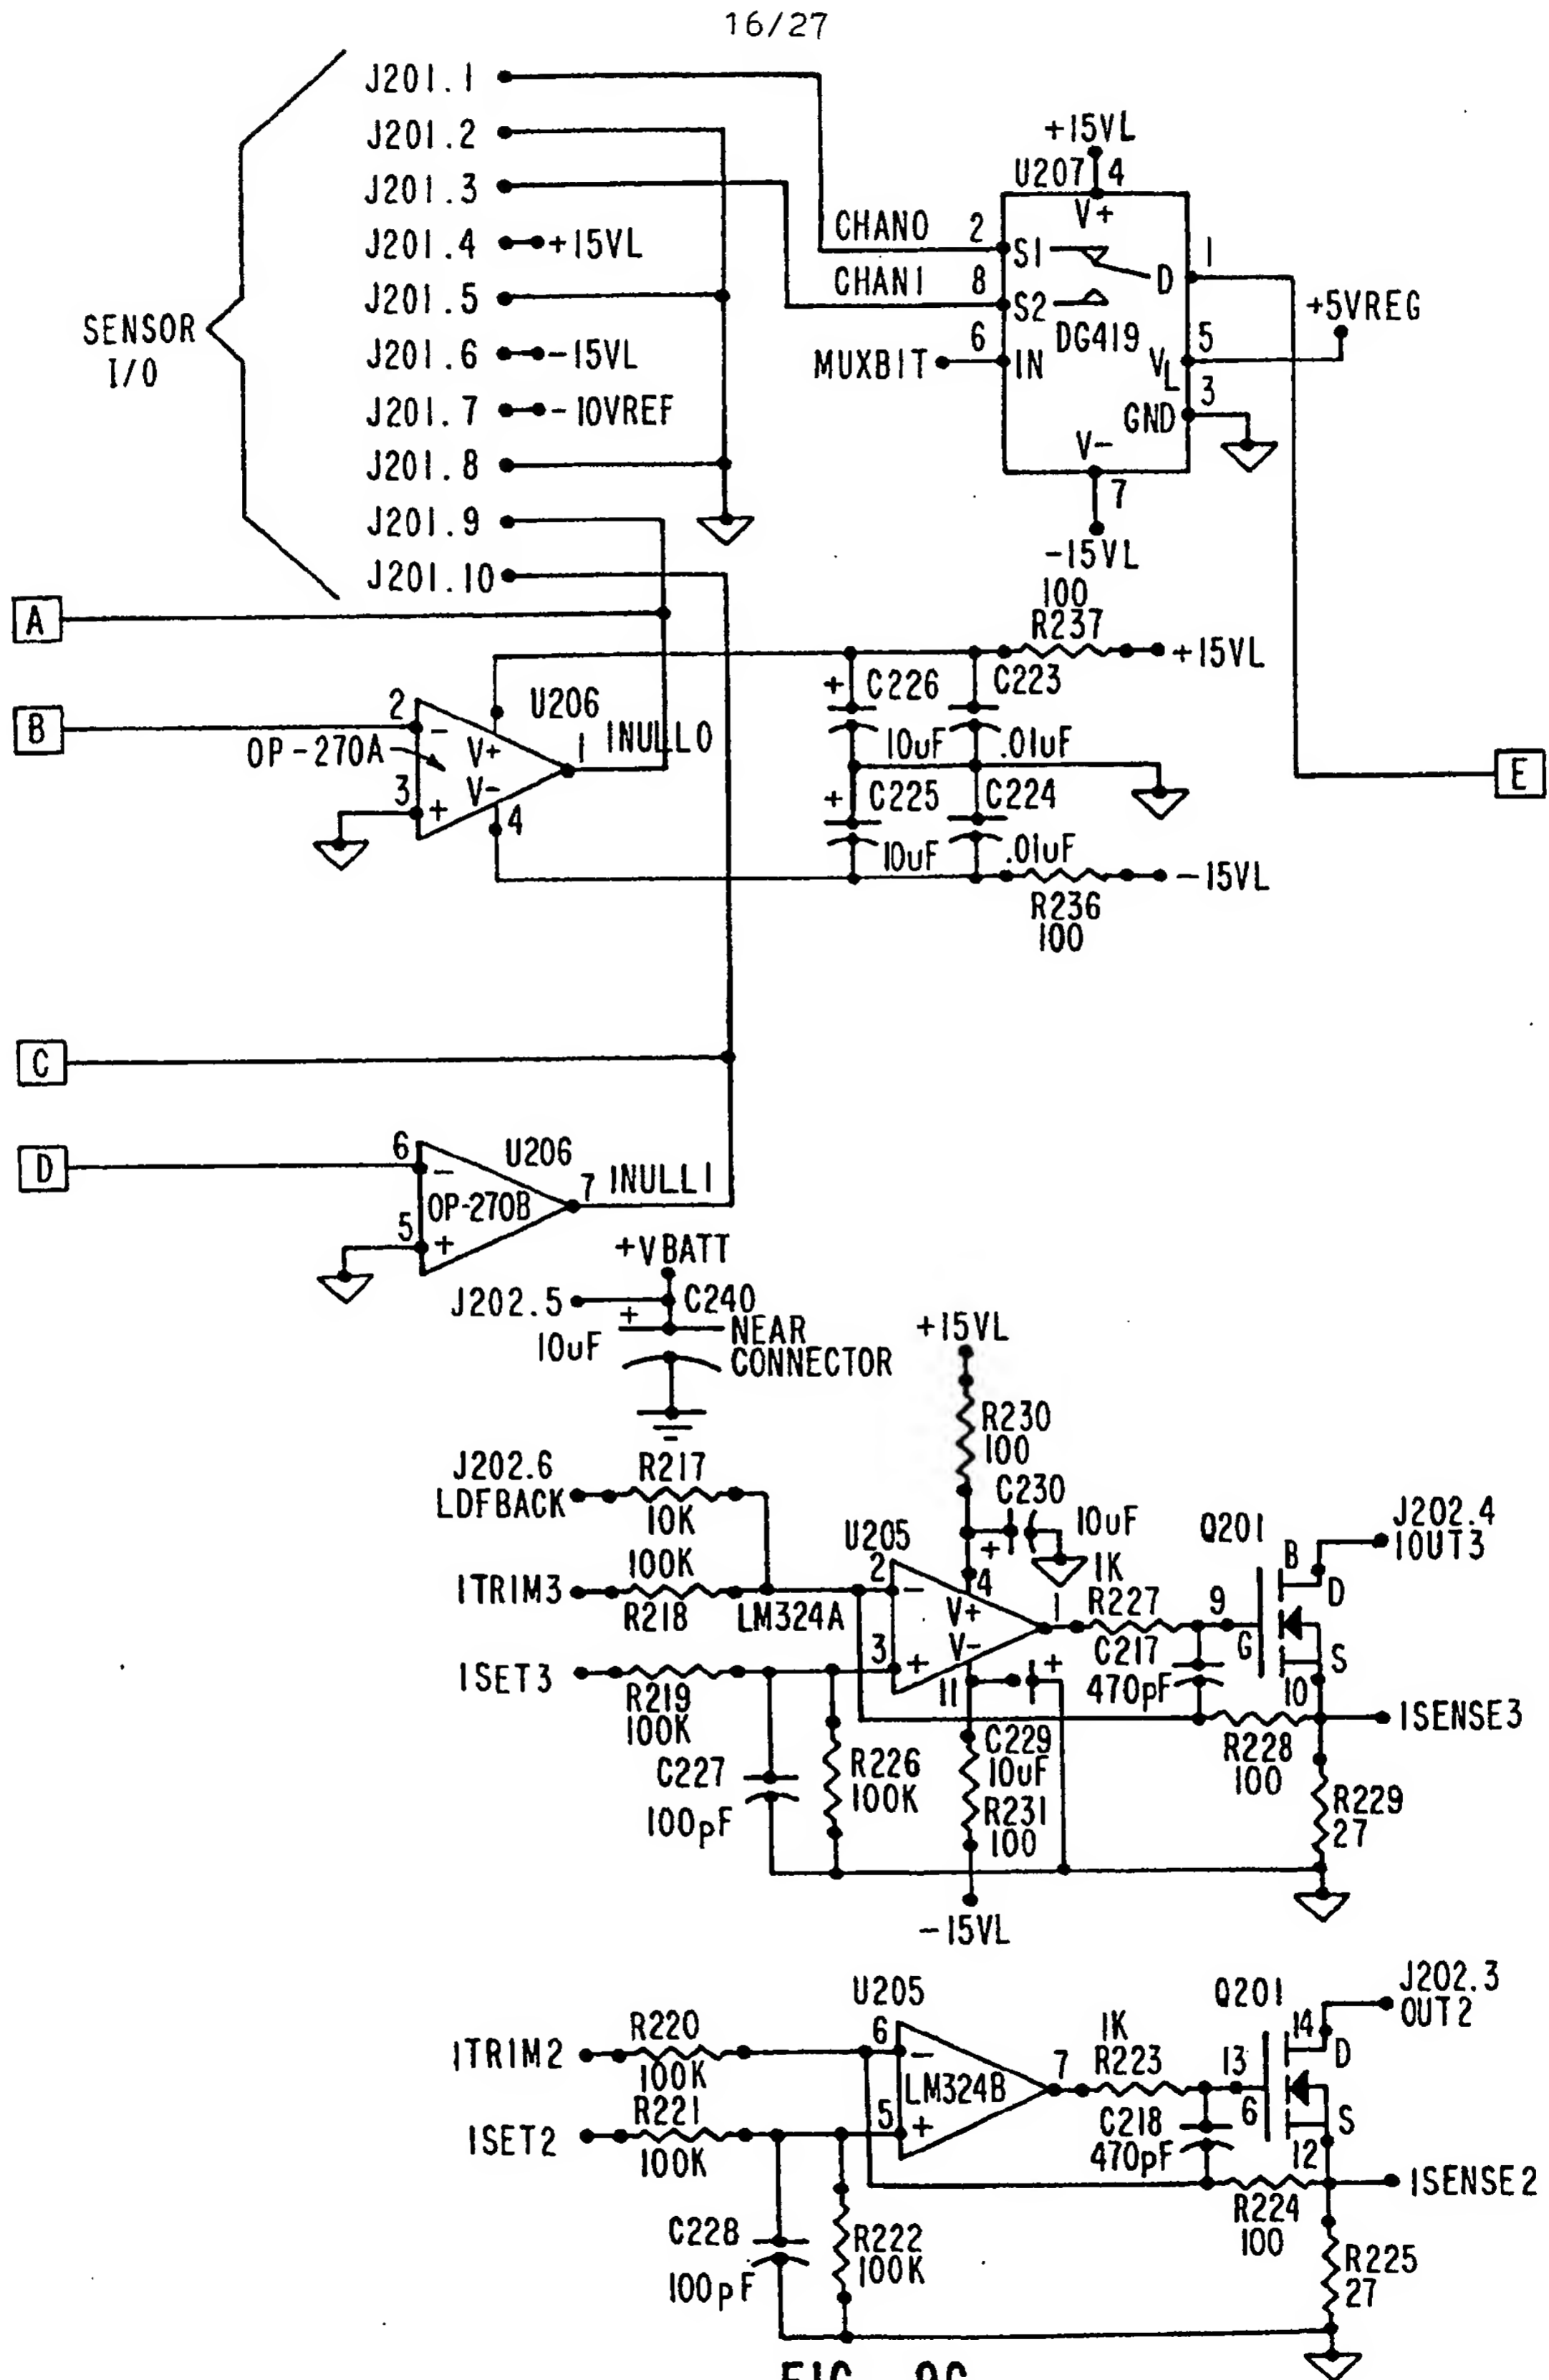 16/27
J201.1
J201.2
J201.3
J201.4 +15VL
J201.5
J201.6 -15VL
J201.7 -10VREF
J201.8
J201.9
J201.10
SENSOR
I/O
+15VL
U207 4
V+
CHAN0 2 S1
CHAN1 8 S2
D 1
DG419
MUXBIT 6 IN
+5VREG
5
VL
3
GND
V-
7
-15VL
100
R237
+15VL
A
B
2
-
U206
OP-270A
V+
V-
1 INULL0
3
+
4
+ C226
10uF
C223
.01uF
+ C225
10uF
C224
.01uF
-15VL
R236
100
E
C
D
6
-
U206
OP-270B
7 INULL1
5
+
+VBATT
J202.5
C240
+
10uF
NEAR
CONNECTOR
+15VL
R230
100
C230
10uF
+
J202.6
LDFBACK
R217
10K
100K
ITRIM3
R218
LM324A
U205
2
-
4
V+
V-
1
1K
R227
9
G
Q201
8
D
J202.4
IOUT3
ISET3
R219
100K
3
+
11
+
C217
470pF
S
10
ISENSE3
R228
100
C227
100pF
R226
100K
C229
10uF
R231
100
R229
27
-15VL
U205
Q201
J202.3
OUT2
ITRIM2
R220
100K
6
-
LM324B
7
1K
R223
13
G
14
D
ISET2
R221
100K
5
+
C218
470pF
S
12
ISENSE2
R224
100
C228
100pF
R222
100K
R225
27